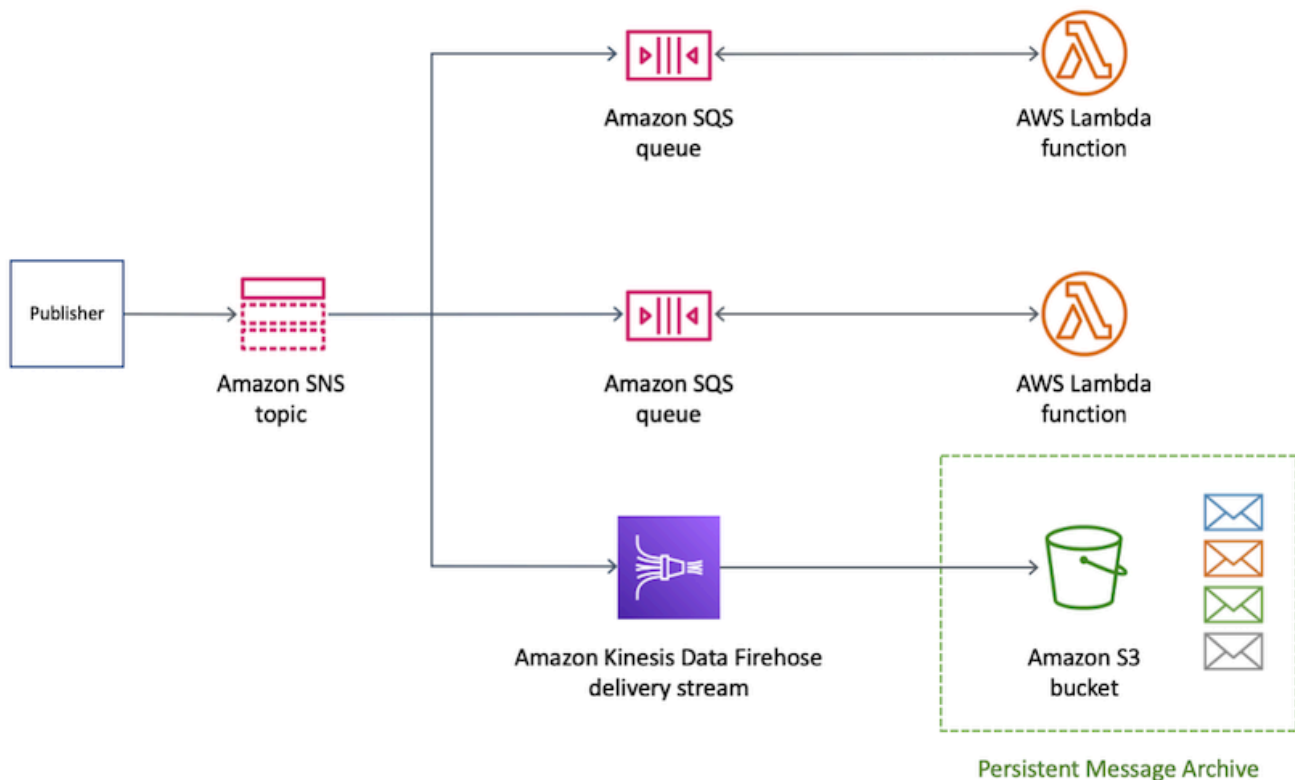 Amazon SQS
queue
AWS Lambda
function
Publisher
Amazon SNS
topic
Amazon SQS
queue
AWS Lambda
function
Amazon Kinesis Data Firehose
delivery stream
Amazon S3
bucket
Persistent Message Archive